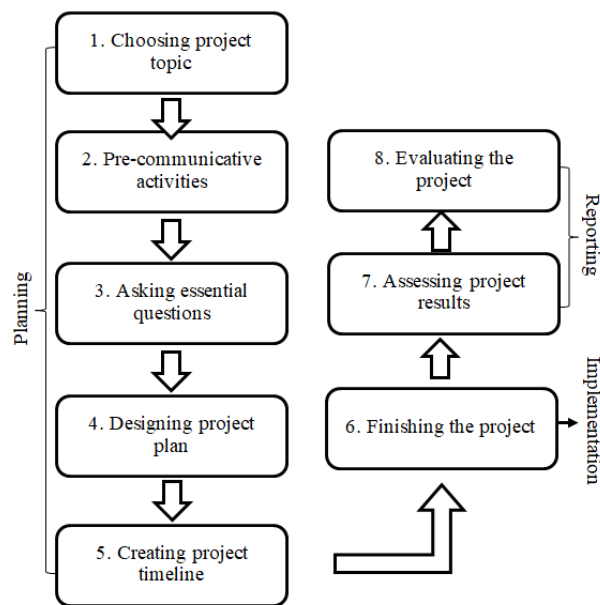 1. Choosing project
topic
2. Pre-communicative
activities
3. Asking essential
questions
4. Designing project
plan
5. Creating project
timeline
Planning
8. Evaluating the
project
7. Assessing project
results
6. Finishing the project
Reporting
Implementation